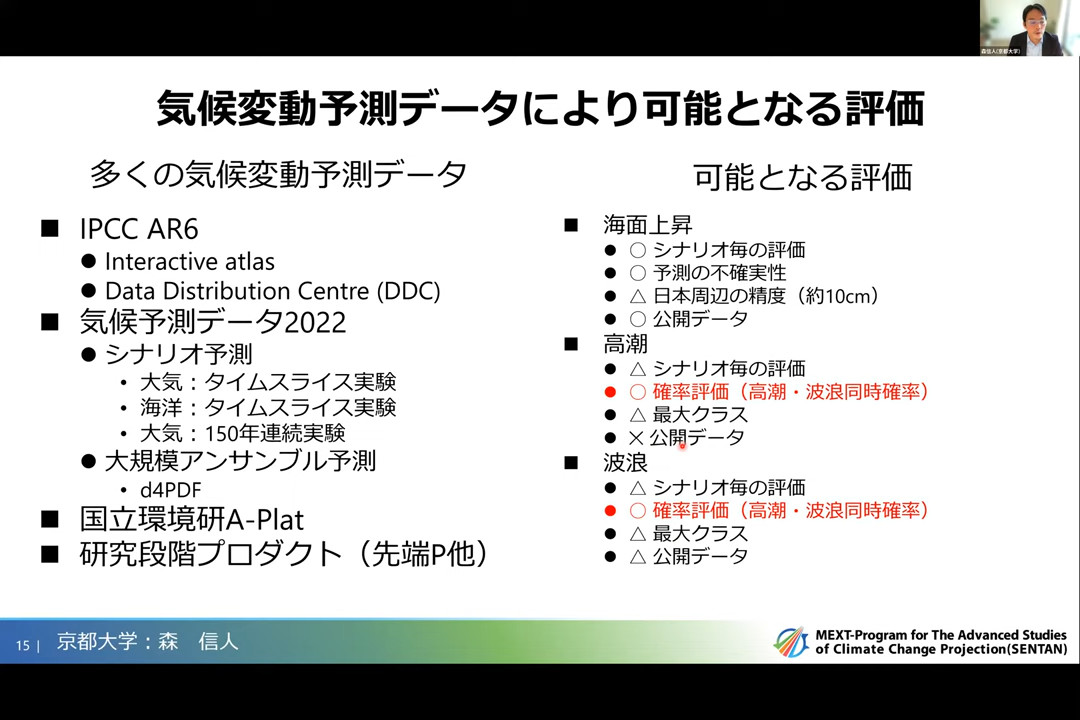 森信人(京都大学)
気候変動予測データにより可能となる評価
多くの気候変動予測データ
■ IPCC AR6
● Interactive atlas
● Data Distribution Centre (DDC)
■ 気候予測データ2022
● シナリオ予測
• 大気：タイムスライス実験
• 海洋：タイムスライス実験
• 大気：150年連続実験
● 大規模アンサンブル予測
• d4PDF
■ 国立環境研A-Plat
■ 研究段階プロダクト（先端P他）
可能となる評価
■ 海面上昇
● ○ シナリオ毎の評価
● ○ 予測の不確実性
● △ 日本周辺の精度（約10cm）
● ○ 公開データ
■ 高潮
● △ シナリオ毎の評価
● ○ 確率評価（高潮・波浪同時確率）
● △ 最大クラス
● × 公開データ
■ 波浪
● △ シナリオ毎の評価
● ○ 確率評価（高潮・波浪同時確率）
● △ 最大クラス
● △ 公開データ
15 | 京都大学：森　信人
MEXT-Program for The Advanced Studies
of Climate Change Projection(SENTAN)